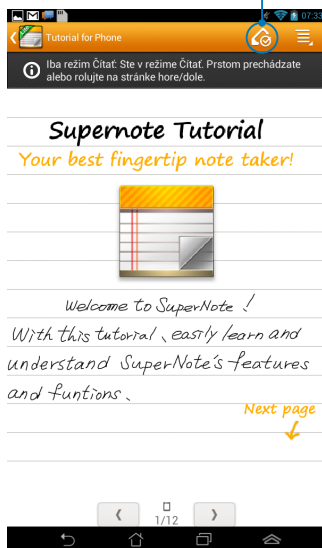 07:33
Tutorial for Phone
Iba režim Čítať: Ste v režime Čítať. Prstom prechádzate
alebo rolujte na stránke hore/dole.
Supernote Tutorial
Your best fingertip note taker!
Welcome to SuperNote !
With this tutorial、easily learn and
understand SuperNote's features
and funtions、
Next page
1/12